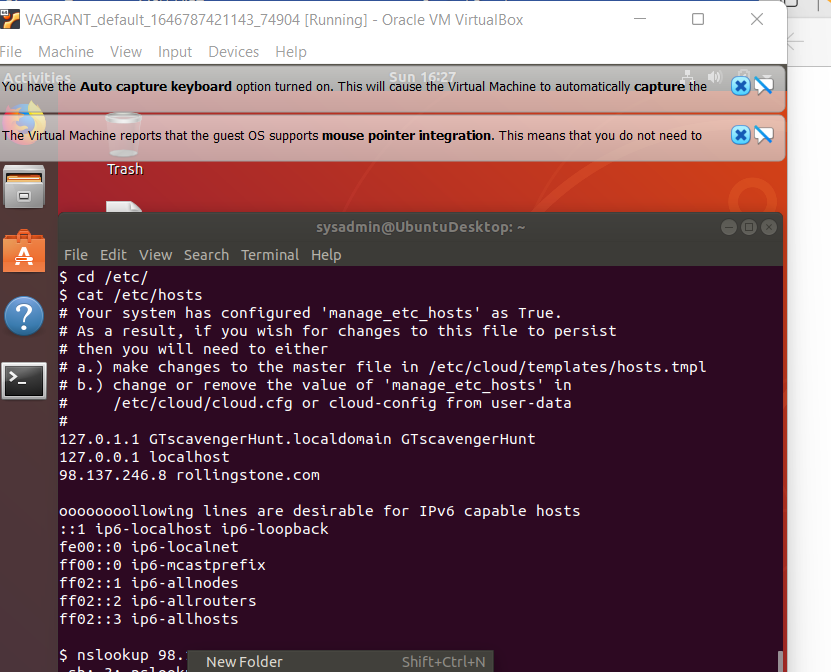 VAGRANT_default_1646787421143_74904 [Running] - Oracle VM VirtualBox
File Machine View Input Devices Help
Activities
Sun 16:27
You have the Auto capture keyboard option turned on. This will cause the Virtual Machine to automatically capture the
The Virtual Machine reports that the guest OS supports mouse pointer integration. This means that you do not need to
Trash
sysadmin@UbuntuDesktop: ~
File Edit View Search Terminal Help
$ cd /etc/
$ cat /etc/hosts
# Your system has configured 'manage_etc_hosts' as True.
# As a result, if you wish for changes to this file to persist
# then you will need to either
# a.) make changes to the master file in /etc/cloud/templates/hosts.tmpl
# b.) change or remove the value of 'manage_etc_hosts' in
#     /etc/cloud/cloud.cfg or cloud-config from user-data
#
127.0.1.1 GTscavengerHunt.localdomain GTscavengerHunt
127.0.0.1 localhost
98.137.246.8 rollingstone.com
oooooooollowing lines are desirable for IPv6 capable hosts
::1 ip6-localhost ip6-loopback
fe00::0 ip6-localnet
ff00::0 ip6-mcastprefix
ff02::1 ip6-allnodes
ff02::2 ip6-allrouters
ff02::3 ip6-allhosts
$ nslookup 98.
New Folder Shift+Ctrl+N